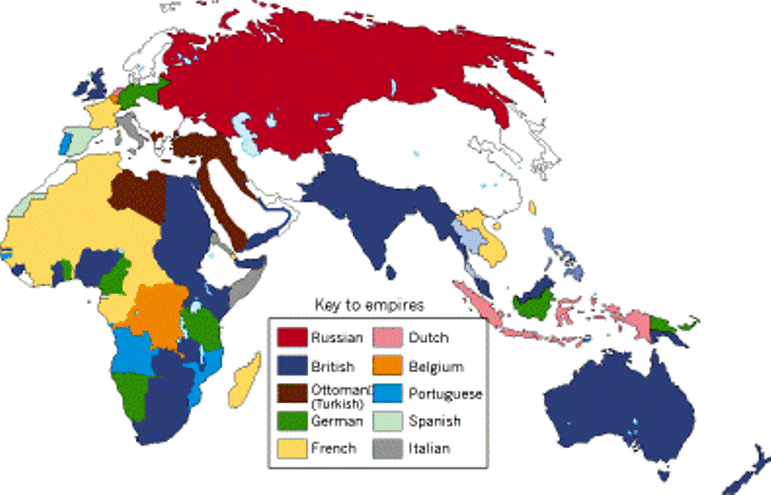 Key to empires
Russian
British
Ottoman
(Turkish)
German
French
Dutch
Belgium
Portuguese
Spanish
Italian